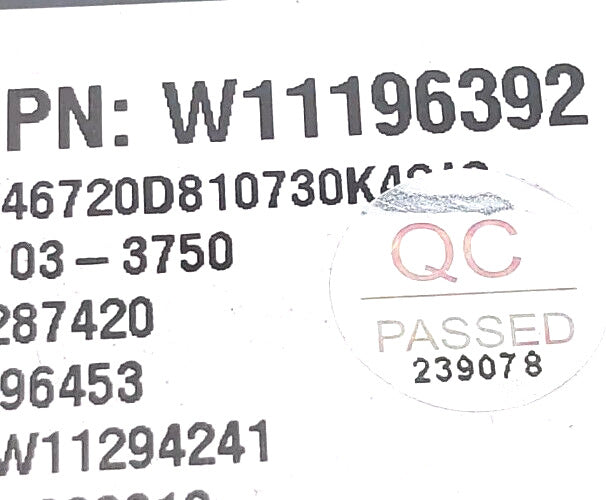 PN: W11196392
46720D810730K4
03-3750
287420
96453
W11294241
QC
PASSED
239078